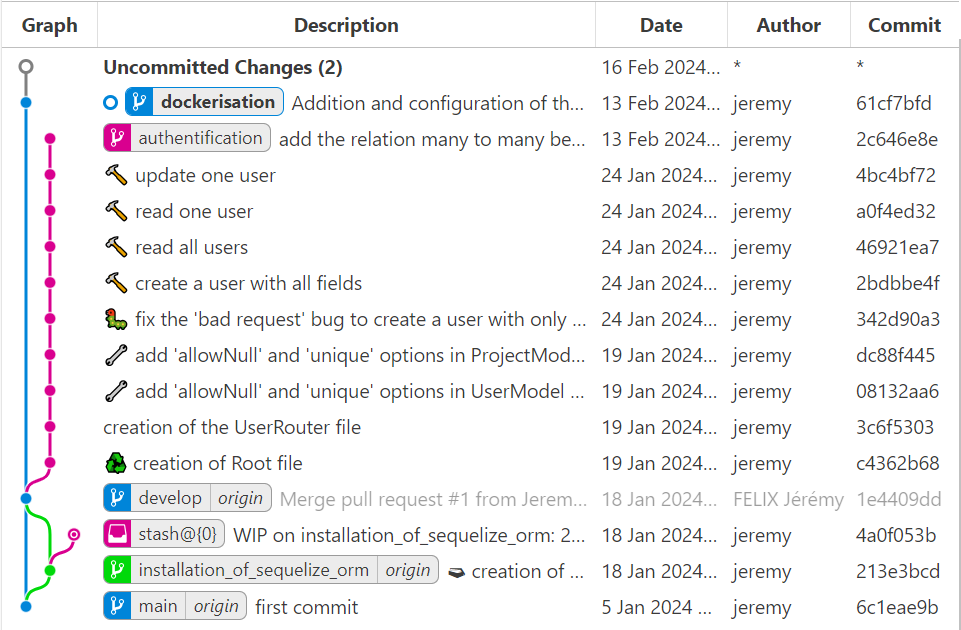 Graph Description Date Author Commit
Uncommitted Changes (2) 16 Feb 2024... * *
dockerisation Addition and configuration of th... 13 Feb 2024... jeremy 61cf7bfd
authentification add the relation many to many be... 13 Feb 2024... jeremy 2c646e8e
update one user 24 Jan 2024... jeremy 4bc4bf72
read one user 24 Jan 2024... jeremy a0f4ed32
read all users 24 Jan 2024... jeremy 46921ea7
create a user with all fields 24 Jan 2024... jeremy 2bdbbe4f
fix the 'bad request' bug to create a user with only ... 24 Jan 2024... jeremy 342d90a3
add 'allowNull' and 'unique' options in ProjectMod... 19 Jan 2024... jeremy dc88f445
add 'allowNull' and 'unique' options in UserModel ... 19 Jan 2024... jeremy 08132aa6
creation of the UserRouter file 19 Jan 2024... jeremy 3c6f5303
creation of Root file 19 Jan 2024... jeremy c4362b68
develop origin Merge pull request #1 from Jerem... 18 Jan 2024... FELIX Jérémy 1e4409dd
stash@{0} WIP on installation_of_sequelize_orm: 2... 18 Jan 2024... jeremy 4a0f053b
installation_of_sequelize_orm origin creation of ... 18 Jan 2024... jeremy 213e3bcd
main origin first commit 5 Jan 2024 ... jeremy 6c1eae9b